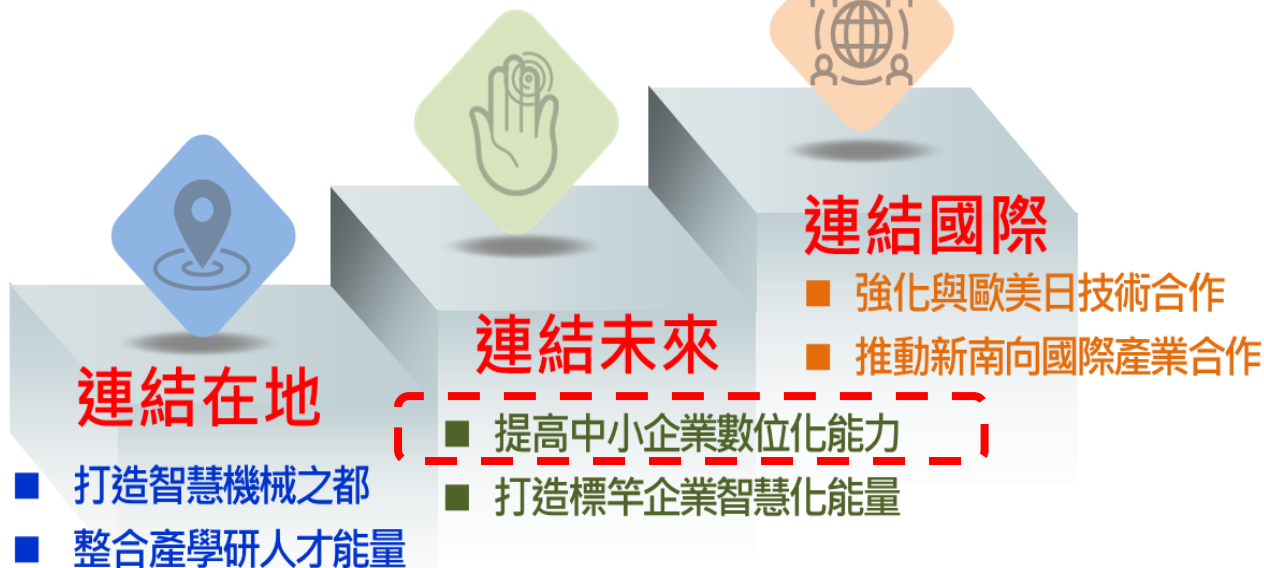 連結在地
■ 打造智慧機械之都
■ 整合產學研人才能量
連結未來
■ 提高中小企業數位化能力
■ 打造標竿企業智慧化能量
連結國際
■ 強化與歐美日技術合作
■ 推動新南向國際產業合作